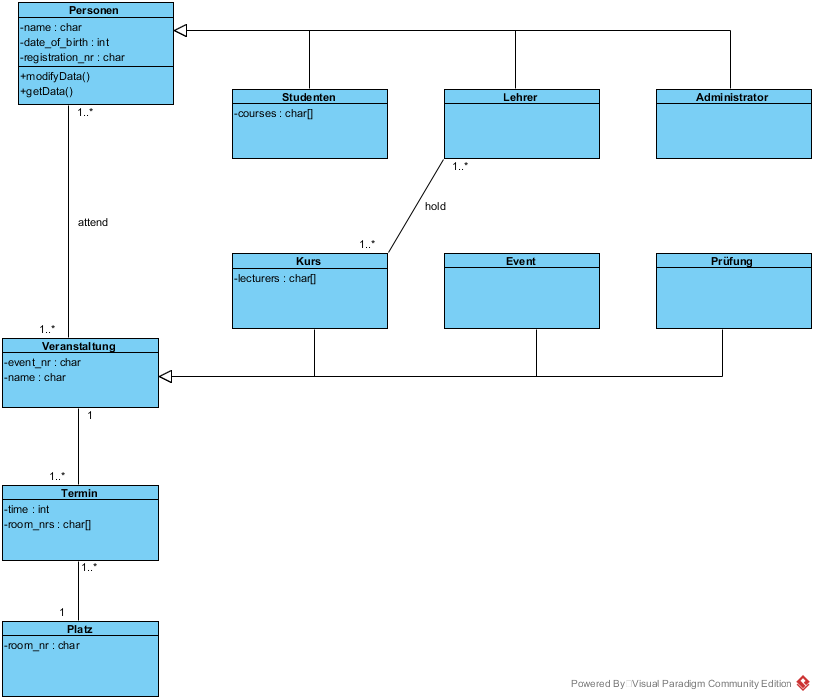 Personen
-name : char
-date_of_birth : int
-registration_nr : char
+modifyData()
+getData()
1..*
Studenten
-courses : char[]
Lehrer
Administrator
1..*
hold
attend
1..*
Kurs
-lecturers : char[]
Event
Prüfung
1..*
Veranstaltung
-event_nr : char
-name : char
1
1..*
Termin
-time : int
-room_nrs : char[]
1..*
1
Platz
-room_nr : char
Powered By Visual Paradigm Community Edition